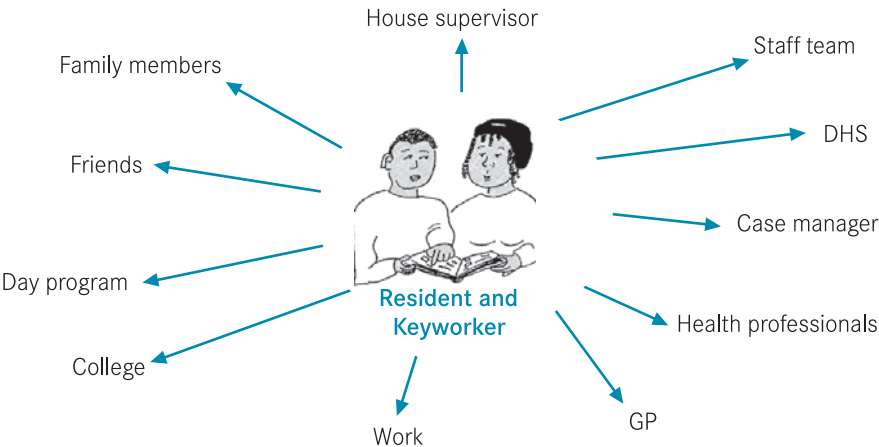 House supervisor
Staff team
Family members
DHS
Friends
Case manager
Day program
Resident and
Keyworker
Health professionals
College
GP
Work